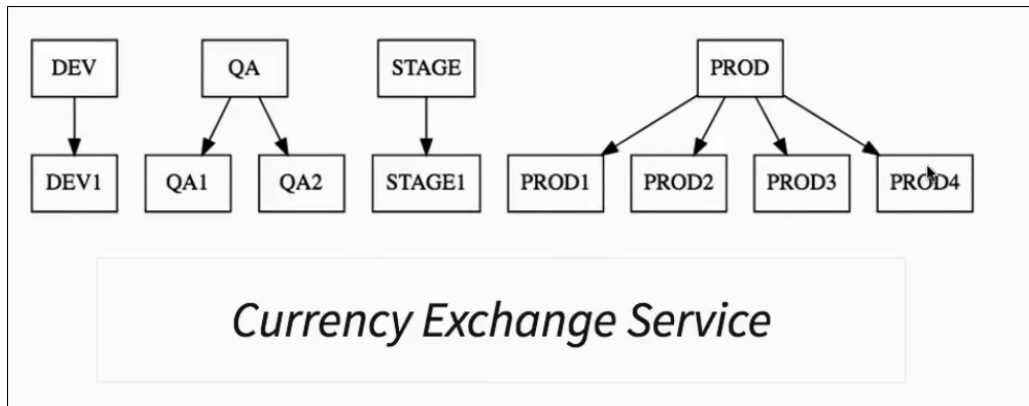 DEV QA STAGE PROD
DEV1 QA1 QA2 STAGE1 PROD1 PROD2 PROD3 PROD4
Currency Exchange Service